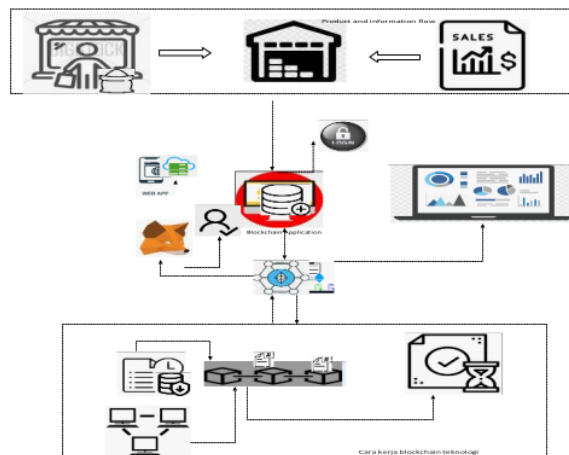 Product and information flow
SALES
LOGIN
WEB APP
Blockchain Application
Cara kerja blockchain teknologi